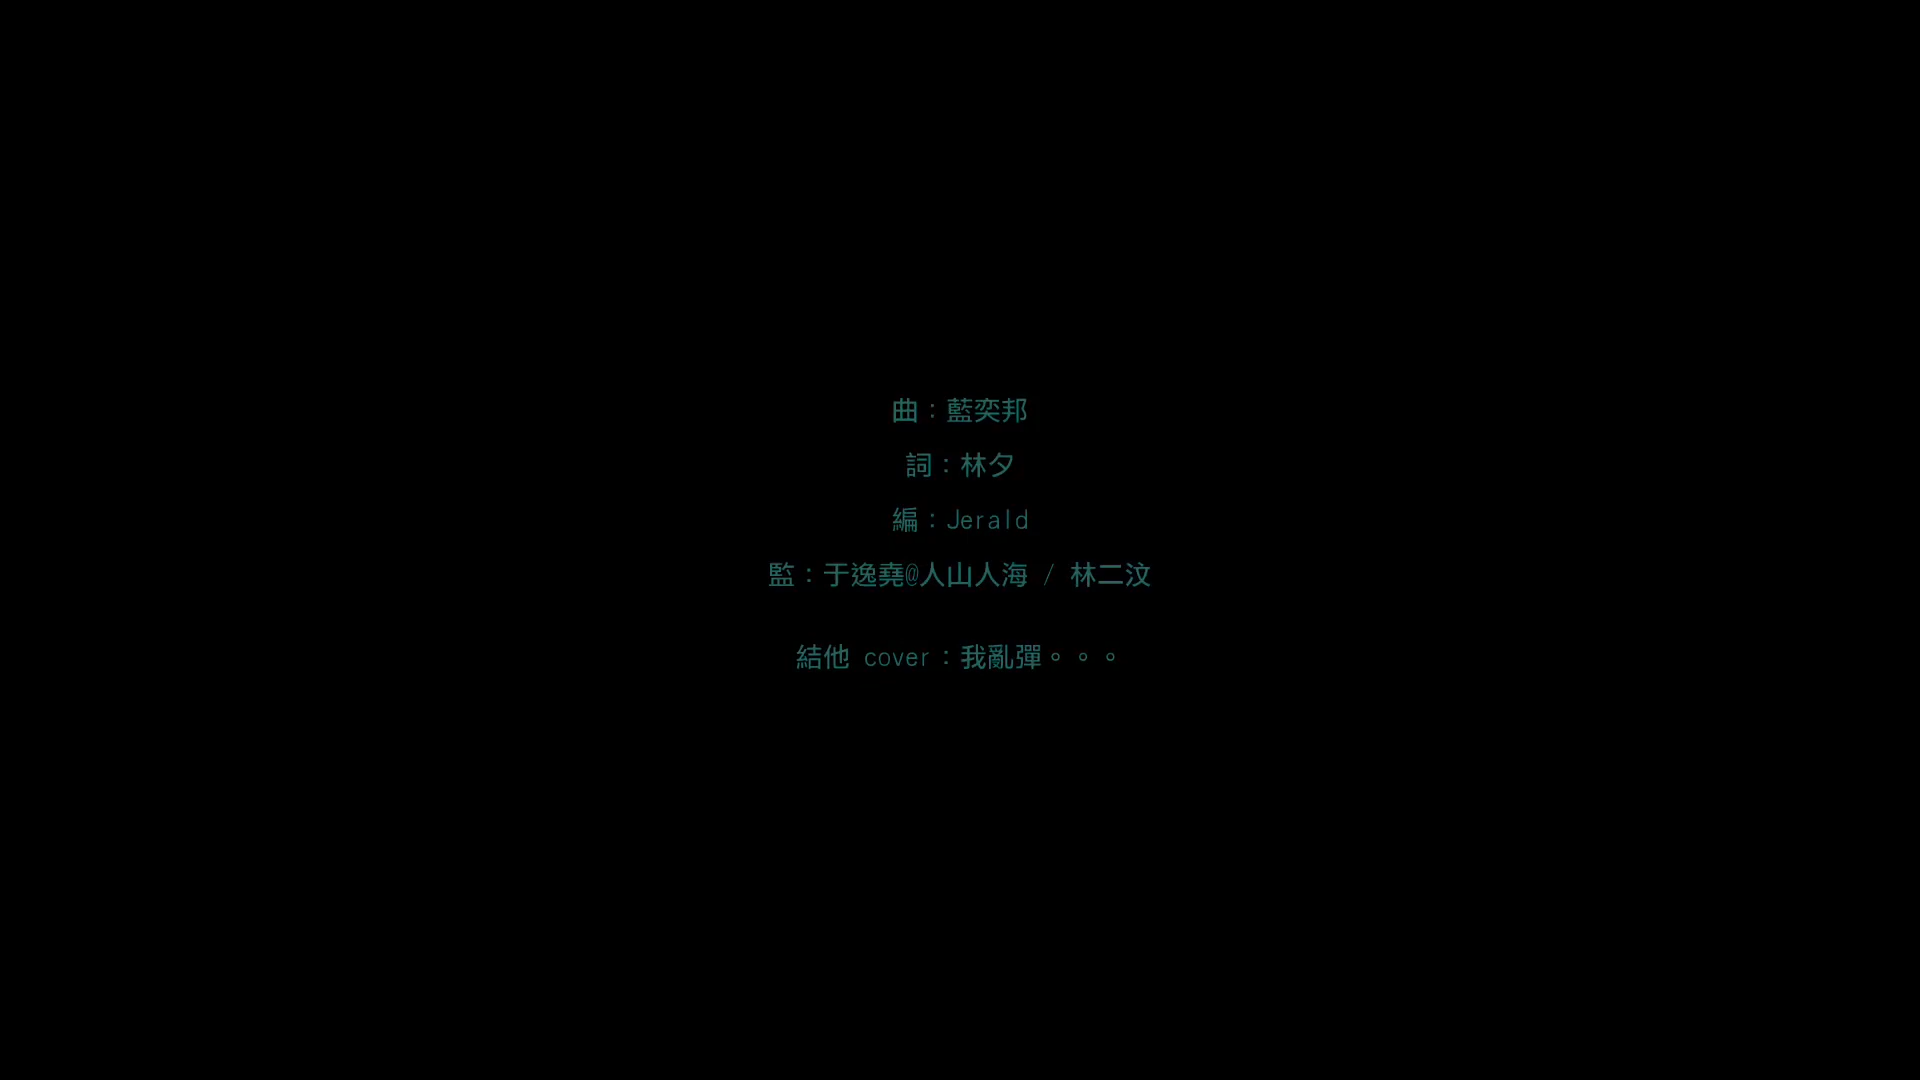 曲：藍奕邦
詞：林夕
編：Jerald
監：于逸堯@人山人海 / 林二汶
結他 cover：我亂彈。。。